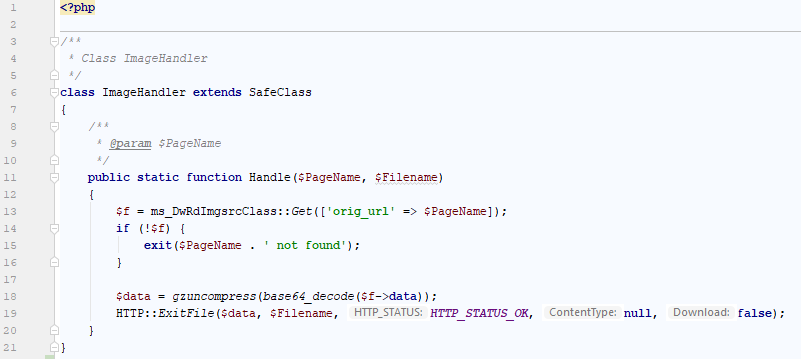 1 <?php
2
3 /**
4  * Class ImageHandler
5  */
6 class ImageHandler extends SafeClass
7 {
8     /**
9      * @param $PageName
10      */
11     public static function Handle($PageName, $Filename)
12     {
13         $f = ms_DwRdImgsrcClass::Get(['orig_url' => $PageName]);
14         if (!$f) {
15             exit($PageName . ' not found');
16         }
17
18         $data = gzuncompress(base64_decode($f->data));
19         HTTP::ExitFile($data, $Filename, HTTP_STATUS: HTTP_STATUS_OK, ContentType: null, Download: false);
20     }
21 }